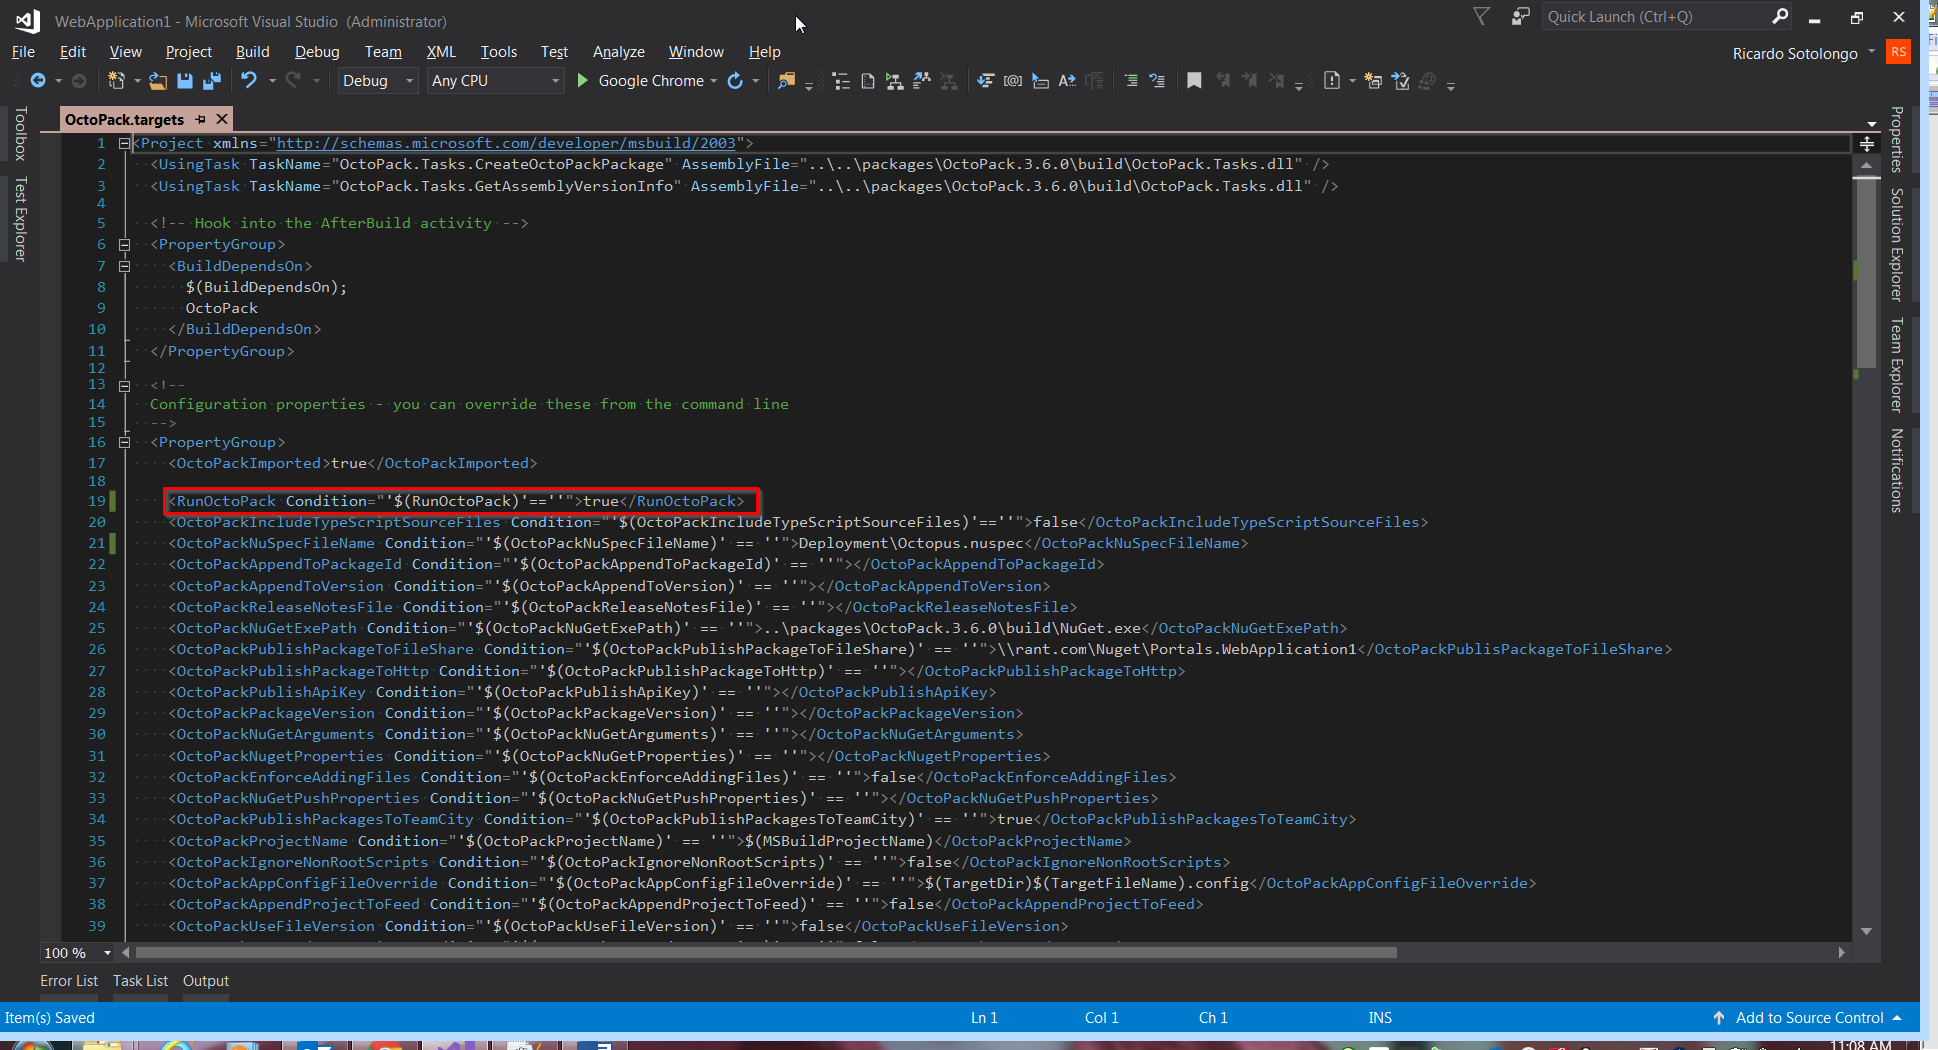 WebApplication1 - Microsoft Visual Studio (Administrator)
Quick Launch (Ctrl+Q)
File Edit View Project Build Debug Team XML Tools Test Analyze Window Help
Ricardo Sotolongo RS
Debug Any CPU Google Chrome
Toolbox
Test Explorer
OctoPack.targets
1 <Project xmlns="http://schemas.microsoft.com/developer/msbuild/2003">
2 <UsingTask TaskName="OctoPack.Tasks.CreateOctoPackPackage" AssemblyFile="..\..\packages\OctoPack.3.6.0\build\OctoPack.Tasks.dll" />
3 <UsingTask TaskName="OctoPack.Tasks.GetAssemblyVersionInfo" AssemblyFile="..\..\packages\OctoPack.3.6.0\build\OctoPack.Tasks.dll" />
4
5 <!-- Hook into the AfterBuild activity -->
6 <PropertyGroup>
7 <BuildDependsOn>
8 $(BuildDependsOn);
9 OctoPack
10 </BuildDependsOn>
11 </PropertyGroup>
12
13 <!--
14 Configuration properties - you can override these from the command line
15 -->
16 <PropertyGroup>
17 <OctoPackImported>true</OctoPackImported>
18
19 <RunOctoPack Condition="'$(RunOctoPack)'==''">true</RunOctoPack>
20 <OctoPackIncludeTypeScriptSourceFiles Condition="'$(OctoPackIncludeTypeScriptSourceFiles)'==''">false</OctoPackIncludeTypeScriptSourceFiles>
21 <OctoPackNuSpecFileName Condition="'$(OctoPackNuSpecFileName)' == ''">Deployment\Octopus.nuspec</OctoPackNuSpecFileName>
22 <OctoPackAppendToPackageId Condition="'$(OctoPackAppendToPackageId)' == ''"></OctoPackAppendToPackageId>
23 <OctoPackAppendToVersion Condition="'$(OctoPackAppendToVersion)' == ''"></OctoPackAppendToVersion>
24 <OctoPackReleaseNotesFile Condition="'$(OctoPackReleaseNotesFile)' == ''"></OctoPackReleaseNotesFile>
25 <OctoPackNuGetExePath Condition="'$(OctoPackNuGetExePath)' == ''">..\packages\OctoPack.3.6.0\build\NuGet.exe</OctoPackNuGetExePath>
26 <OctoPackPublishPackageToFileShare Condition="'$(OctoPackPublishPackageToFileShare)' == ''">\\rant.com\Nuget\Portals.WebApplication1</OctoPackPublisPackageToFileShare>
27 <OctoPackPublishPackageToHttp Condition="'$(OctoPackPublishPackageToHttp)' == ''"></OctoPackPublishPackageToHttp>
28 <OctoPackPublishApiKey Condition="'$(OctoPackPublishApiKey)' == ''"></OctoPackPublishApiKey>
29 <OctoPackPackageVersion Condition="'$(OctoPackPackageVersion)' == ''"></OctoPackPackageVersion>
30 <OctoPackNuGetArguments Condition="'$(OctoPackNuGetArguments)' == ''"></OctoPackNuGetArguments>
31 <OctoPackNugetProperties Condition="'$(OctoPackNuGetProperties)' == ''"></OctoPackNugetProperties>
32 <OctoPackEnforceAddingFiles Condition="'$(OctoPackEnforceAddingFiles)' == ''">false</OctoPackEnforceAddingFiles>
33 <OctoPackNuGetPushProperties Condition="'$(OctoPackNuGetPushProperties)' == ''"></OctoPackNuGetPushProperties>
34 <OctoPackPublishPackagesToTeamCity Condition="'$(OctoPackPublishPackagesToTeamCity)' == ''">true</OctoPackPublishPackagesToTeamCity>
35 <OctoPackProjectName Condition="'$(OctoPackProjectName)' == ''">$(MSBuildProjectName)</OctoPackProjectName>
36 <OctoPackIgnoreNonRootScripts Condition="'$(OctoPackIgnoreNonRootScripts)' == ''">false</OctoPackIgnoreNonRootScripts>
37 <OctoPackAppConfigFileOverride Condition="'$(OctoPackAppConfigFileOverride)' == ''">$(TargetDir)$(TargetFileName).config</OctoPackAppConfigFileOverride>
38 <OctoPackAppendProjectToFeed Condition="'$(OctoPackAppendProjectToFeed)' == ''">false</OctoPackAppendProjectToFeed>
39 <OctoPackUseFileVersion Condition="'$(OctoPackUseFileVersion)' == ''">false</OctoPackUseFileVersion>
Properties
Solution Explorer
Team Explorer
Notifications
100 %
Error List Task List Output
Item(s) Saved Ln 1 Col 1 Ch 1 INS Add to Source Control
11:08 AM